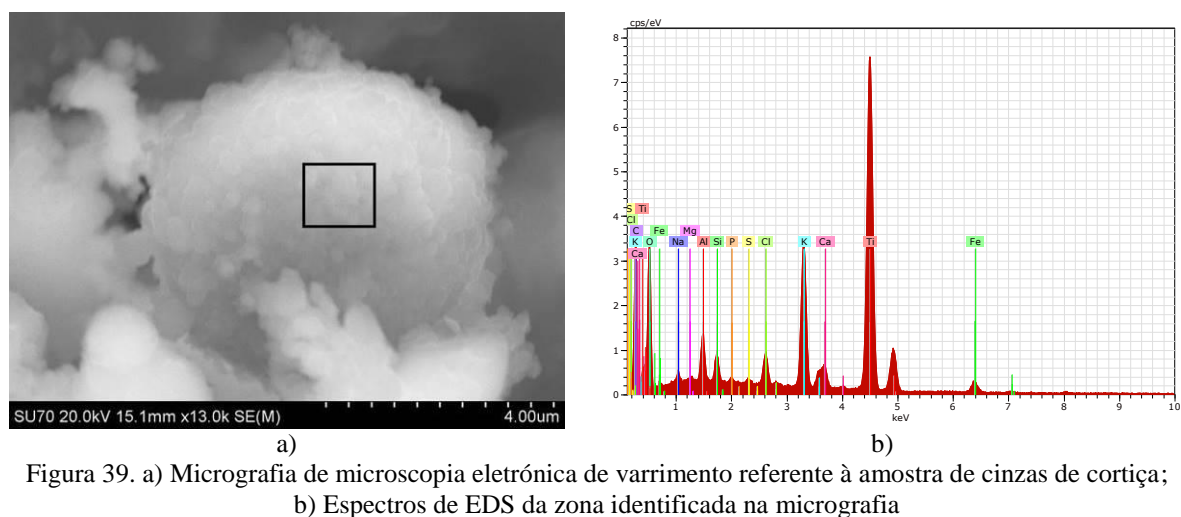 SU70 20.0kV 15.1mm x13.0k SE(M) 4.00um
a)
cps/eV
8
7
6
5
4
3
2
1
0
S Ti
Cl
C Fe Mg
K O Na Al Si P S Cl K Ca Ti Fe
Ca
1 2 3 4 5 6 7 8 9 10
keV
b)
Figura 39. a) Micrografia de microscopia eletrónica de varrimento referente à amostra de cinzas de cortiça;
b) Espectros de EDS da zona identificada na micrografia